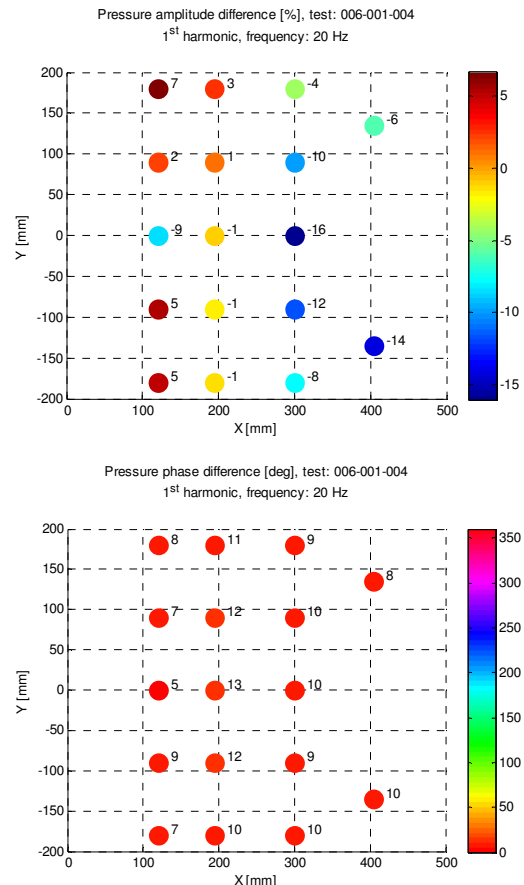 Pressure amplitude difference [%], test: 006-001-004
1st harmonic, frequency: 20 Hz
200
7 3 -4
5
150
-6
100
2 1 -10
0
50
0
-9 -1 -16
-5
-50
-100
5 -1 -12
-10
-150
-14
5 -1 -8
-15
-200
0 100 200 300 400 500
X [mm]
Y [mm]
Pressure phase difference [deg], test: 006-001-004
1st harmonic, frequency: 20 Hz
200
8 11 9
350
150
8
300
100
7 12 10
250
50
0
5 13 10
200
-50
150
-100
9 12 9
100
-150
10
50
7 10 10
-200
0
0 100 200 300 400 500
X [mm]
Y [mm]